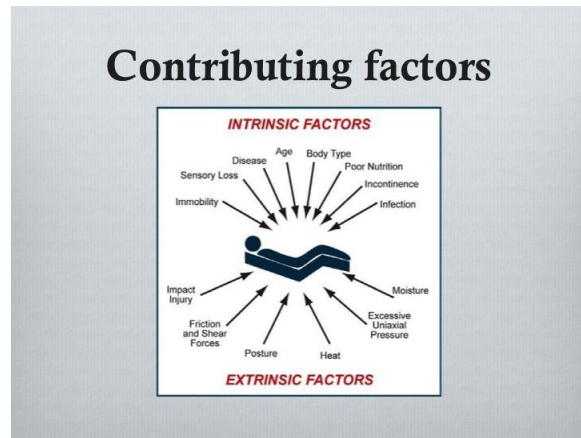 Contributing factors
INTRINSIC FACTORS
Age
Body Type
Disease
Poor Nutrition
Sensory Loss
Incontinence
Immobility
Infection
Impact
Injury
Moisture
Friction
and Shear
Forces
Excessive
Uniaxial
Pressure
Posture
Heat
EXTRINSIC FACTORS